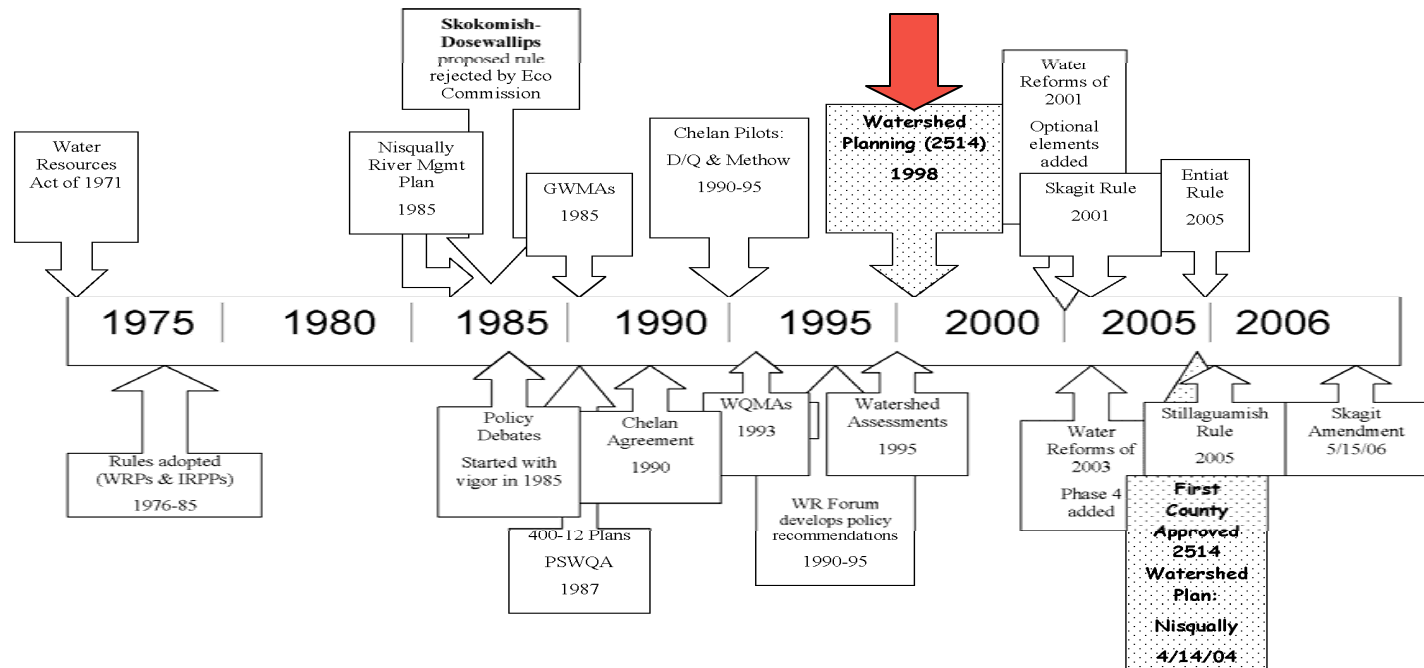 Skokomish-
Dosewallips
proposed rule
rejected by Eco
Commission
Water
Resources
Act of 1971
Nisqually
River Mgmt
Plan
1985
GWMAs
1985
Chelan Pilots:
D/Q & Methow
1990-95
Watershed
Planning (2514)
1998
Water
Reforms of
2001
Optional
elements
added
Skagit Rule
2001
Entiat
Rule
2005
1975
1980
1985
1990
1995
2000
2005
2006
Rules adopted
(WRPs & IRPPs)
1976-85
Policy
Debates
Started with
vigor in 1985
400-12 Plans
PSWQA
1987
Chelan
Agreement
1990
WQMAs
1993
WR Forum
develops policy
recommendations
1990-95
Watershed
Assessments
1995
Water
Reforms of
2003
Phase 4
added
Stillaguamish
Rule
2005
First
County
Approved
2514
Watershed
Plan:
Nisqually
4/14/04
Skagit
Amendment
5/15/06